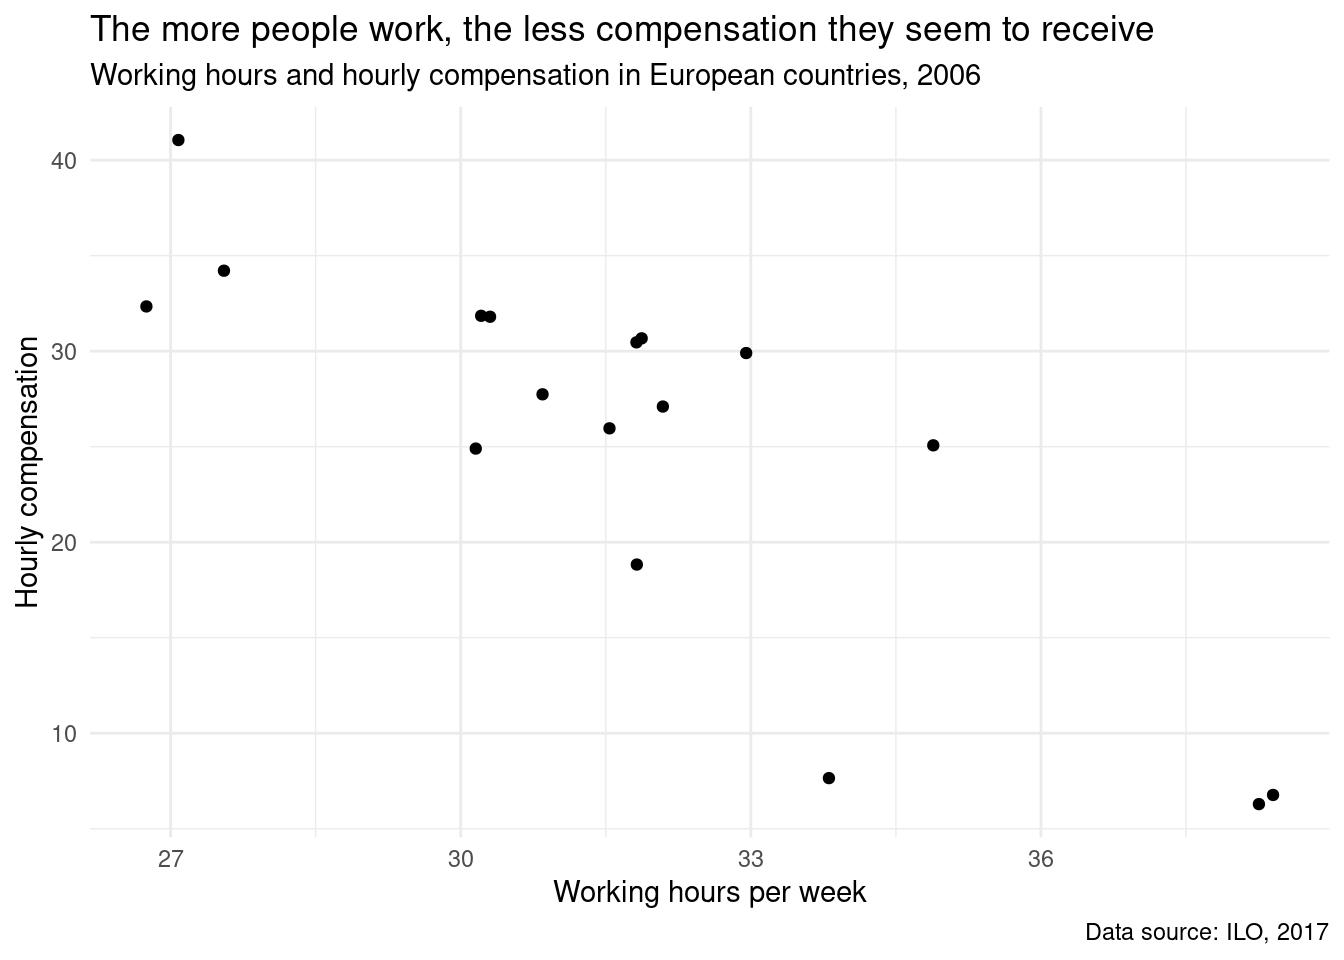 The more people work, the less compensation they seem to receive
Working hours and hourly compensation in European countries, 2006
40
30
20
10
Hourly compensation
27 30 33 36
Working hours per week
Data source: ILO, 2017